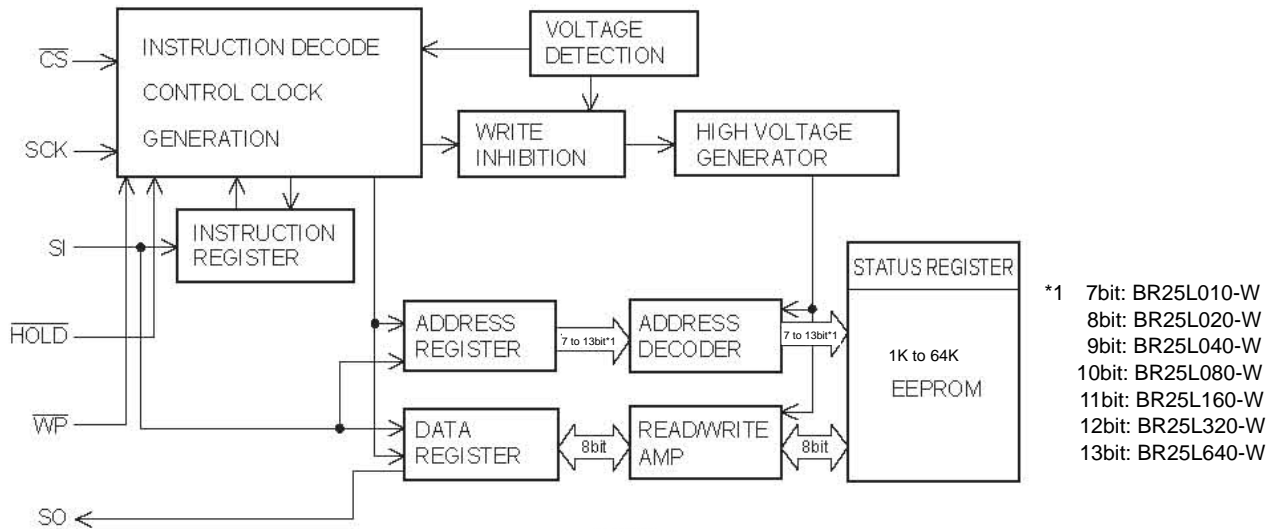 INSTRUCTION DECODE
CONTROL CLOCK
GENERATION
VOLTAGE
DETECTION
CS
SCK
WRITE
INHIBITION
HIGH VOLTAGE
GENERATOR
SI
INSTRUCTION
REGISTER
STATUS REGISTER
HOLD
ADDRESS
REGISTER
7 to 13bit*1
ADDRESS
DECODER
7 to 13bit*1
1K to 64K
EEPROM
WP
DATA
REGISTER
8bit
READ/WRITE
AMP
8bit
SO
*1 7bit: BR25L010-W
8bit: BR25L020-W
9bit: BR25L040-W
10bit: BR25L080-W
11bit: BR25L160-W
12bit: BR25L320-W
13bit: BR25L640-W